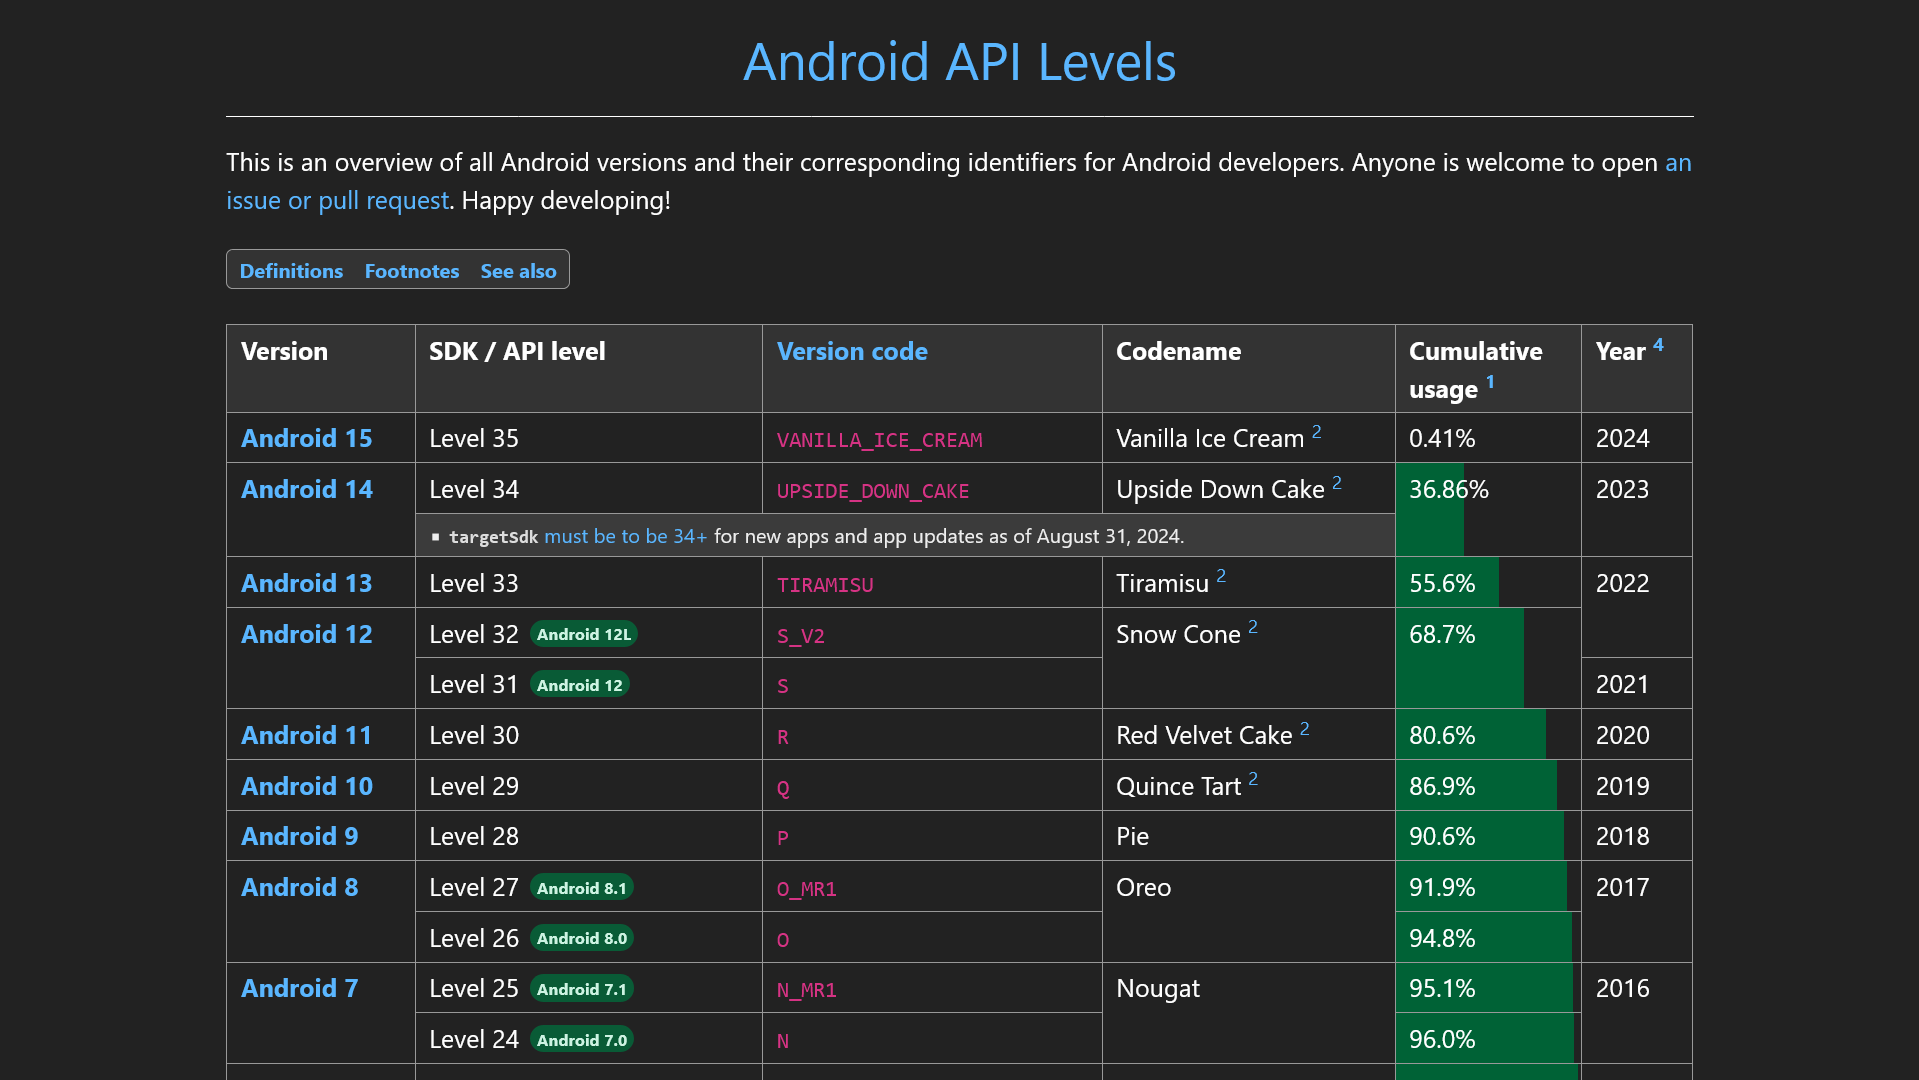 Android API Levels
This is an overview of all Android versions and their corresponding identifiers for Android developers. Anyone is welcome to open an
issue or pull request. Happy developing!
Definitions Footnotes See also
Version SDK / API level Version code Codename Cumulative usage 1 Year 4
Android 15 Level 35 VANILLA_ICE_CREAM Vanilla Ice Cream 2 0.41% 2024
Android 14 Level 34 UPSIDE_DOWN_CAKE Upside Down Cake 2 36.86% 2023
▪ targetSdk must be to be 34+ for new apps and app updates as of August 31, 2024.
Android 13 Level 33 TIRAMISU Tiramisu 2 55.6% 2022
Android 12 Level 32 Android 12L S_V2 Snow Cone 2 68.7%
Level 31 Android 12 S 2021
Android 11 Level 30 R Red Velvet Cake 2 80.6% 2020
Android 10 Level 29 Q Quince Tart 2 86.9% 2019
Android 9 Level 28 P Pie 90.6% 2018
Android 8 Level 27 Android 8.1 O_MR1 Oreo 91.9% 2017
Level 26 Android 8.0 O 94.8%
Android 7 Level 25 Android 7.1 N_MR1 Nougat 95.1% 2016
Level 24 Android 7.0 N 96.0%